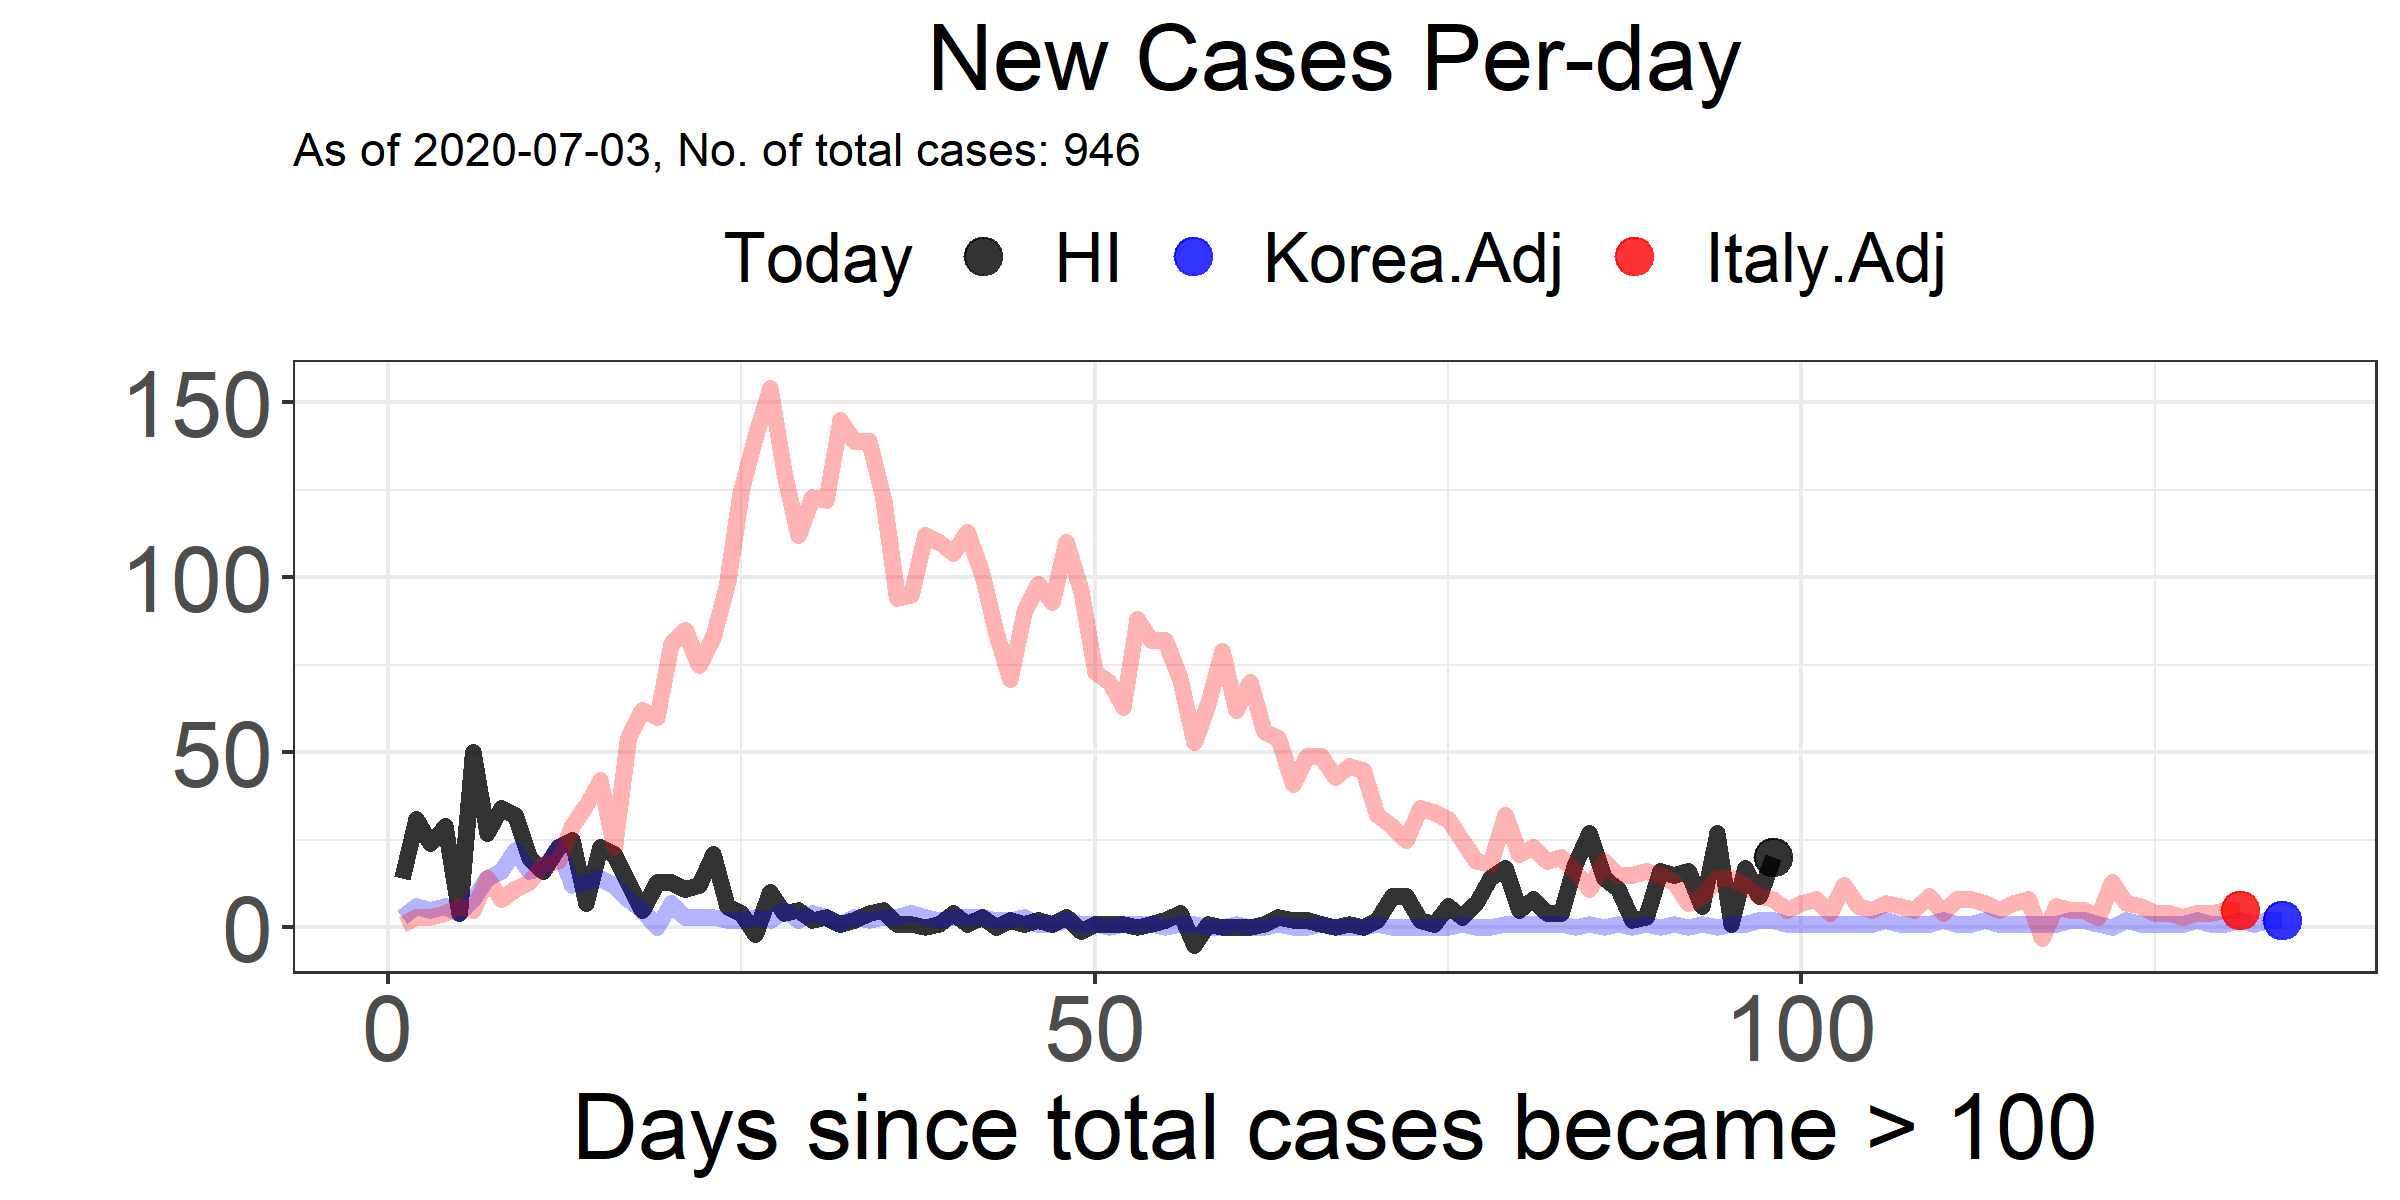 New Cases Per-day
As of 2020-07-03, No. of total cases: 946
Today HI Korea.Adj Italy.Adj
150
100
50
0
0 50 100
Days since total cases became > 100